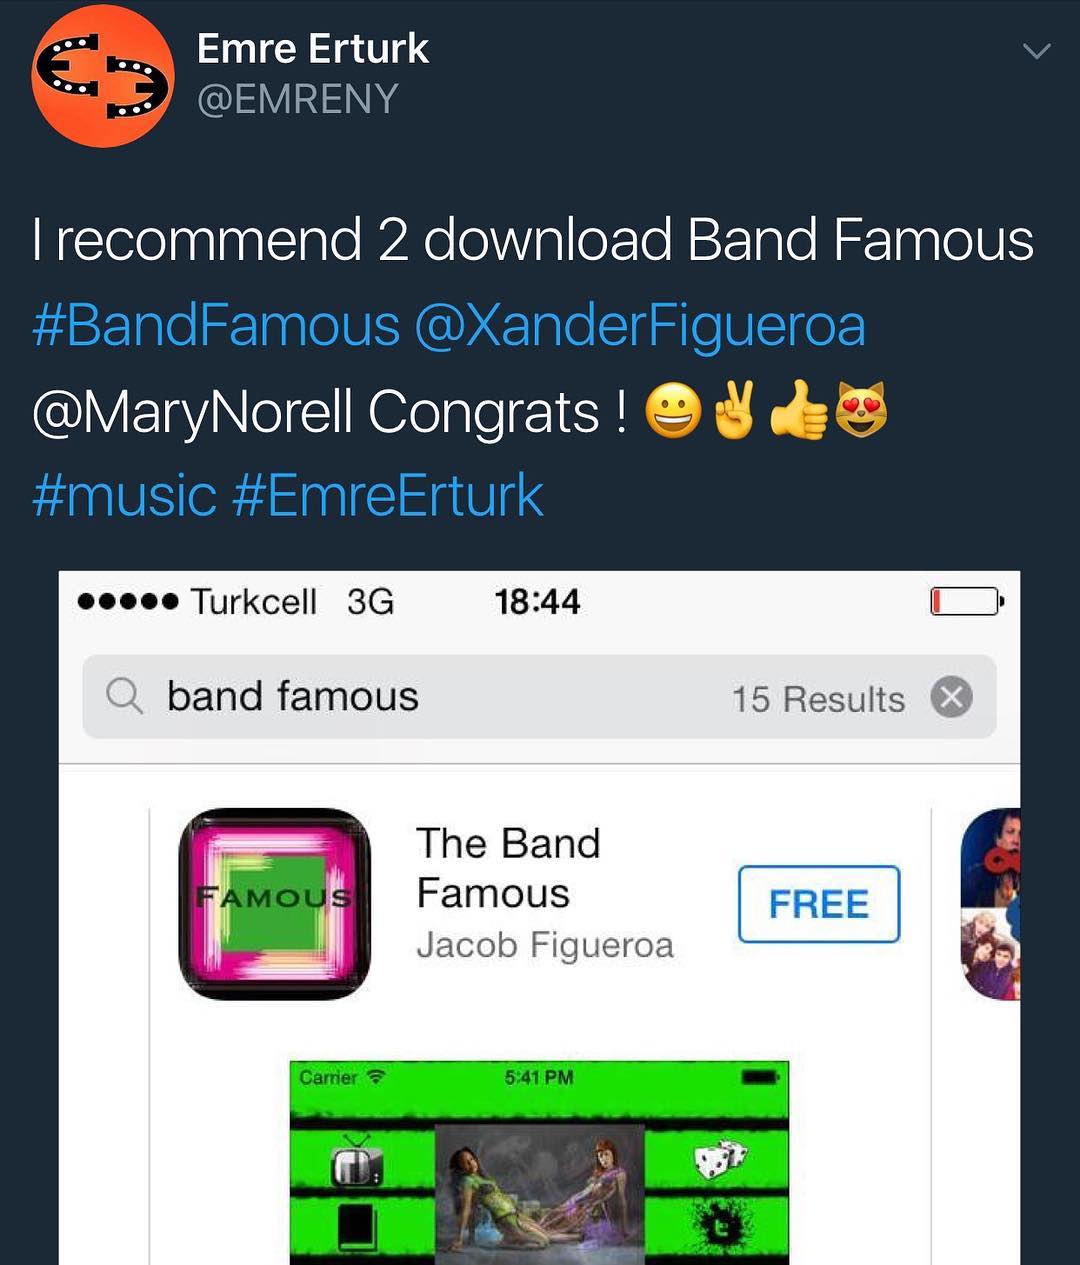 Emre Erturk
@EMRENY
I recommend 2 download Band Famous
#BandFamous @XanderFigueroa
@MaryNorell Congrats ! 😀✌️👍😻
#music #EmreErturk
●●●●● Turkcell 3G 18:44
band famous 15 Results
FAMOUS
The Band
Famous
Jacob Figueroa
FREE
Carrier 5:41 PM